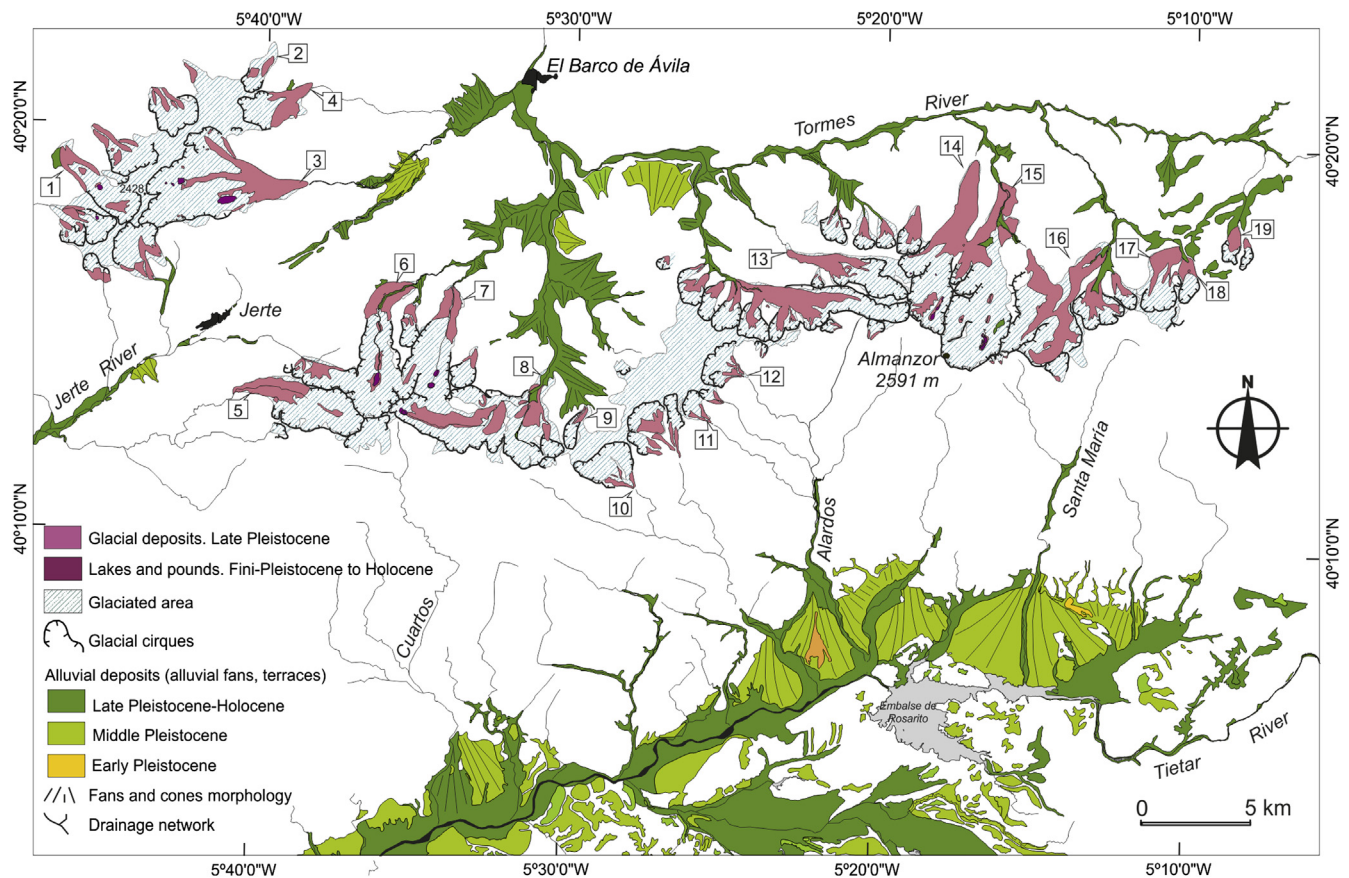 5º40'0"W
5º30'0"W
5º20'0"W
5º10'0"W
40º20'0"N
40º20'0"N
40º10'0"N
40º10'0"N
2
El Barco de Ávila
4
River
Tormes
14
3
15
1
2428
19
16
17
13
6
18
7
Jerte
Almanzor
2591 m
Jerte River
8
12
5
9
11
N
10
Santa María
Alardos
Cuartos
Glacial deposits. Late Pleistocene
Lakes and pounds. Fini-Pleistocene to Holocene
Glaciated area
Glacial cirques
Alluvial deposits (alluvial fans, terraces)
Late Pleistocene-Holocene
Middle Pleistocene
Early Pleistocene
Fans and cones morphology
Drainage network
Embalse de
Rosarito
River
Tietar
0 5 km
5º40'0"W
5º30'0"W
5º20'0"W
5º10'0"W